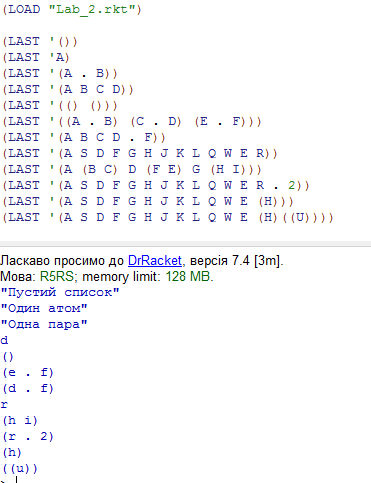 (LOAD "Lab_2.rkt")
(LAST '())
(LAST 'A)
(LAST '(A . B))
(LAST '(A B C D))
(LAST '(() ()))
(LAST '((A . B) (C . D) (E . F)))
(LAST '(A B C D . F))
(LAST '(A S D F G H J K L Q W E R))
(LAST '(A (B C) D (F E) G (H I)))
(LAST '(A S D F G H J K L Q W E R . 2))
(LAST '(A S D F G H J K L Q W E (H)))
(LAST '(A S D F G H J K L Q W E (H)((U))))
Ласкаво просимо до DrRacket, версія 7.4 [3m].
Мова: R5RS; memory limit: 128 MB.
"Пустий список"
"Один атом"
"Одна пара"
d
()
(e . f)
(d . f)
r
(h i)
(r . 2)
(h)
((u))
>